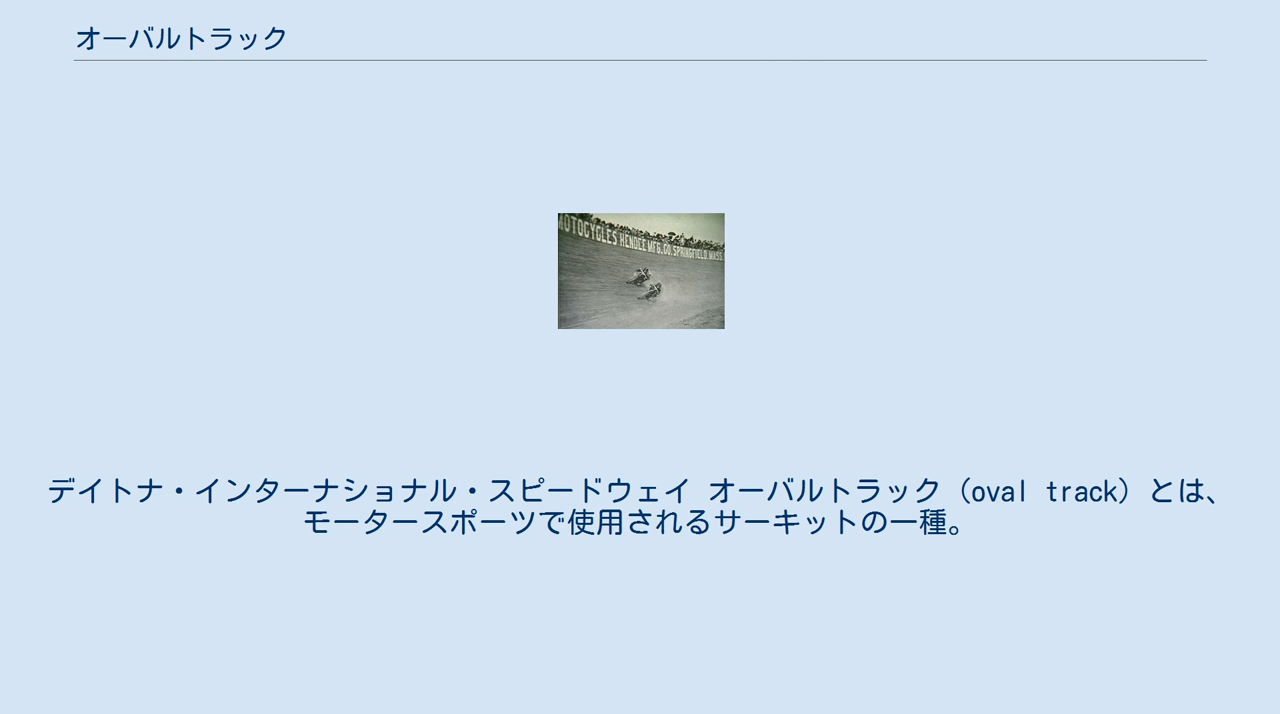 オーバルトラック
MOTOCYCLES HENDEE MFG. CO. SPRINGFIELD, MASS.
デイトナ・インターナショナル・スピードウェイ オーバルトラック（oval track）とは、
モータースポーツで使用されるサーキットの一種。